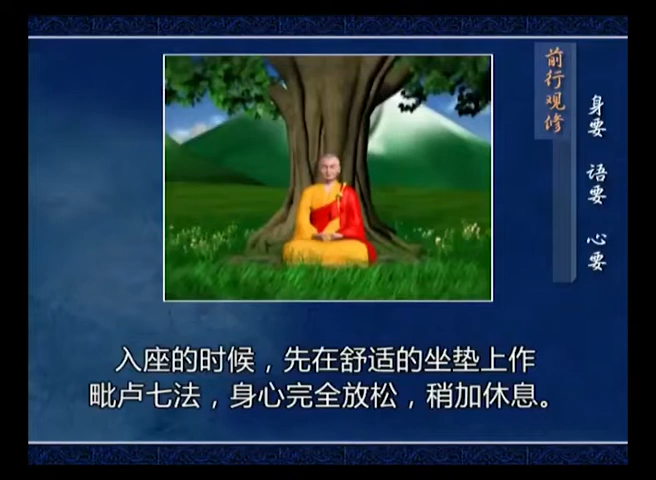 前行观修
身要 语要 心要
入座的时候，先在舒适的坐垫上作
毗卢七法，身心完全放松，稍加休息。